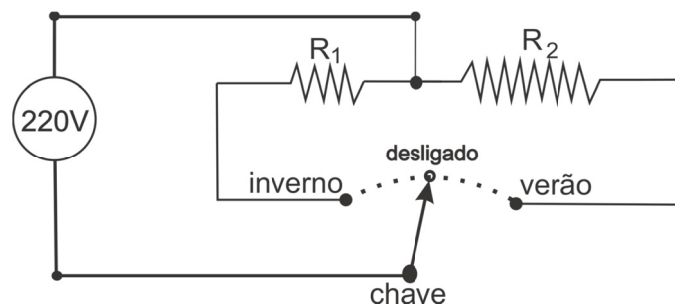 R1 R2
220V
desligado
inverno verão
chave